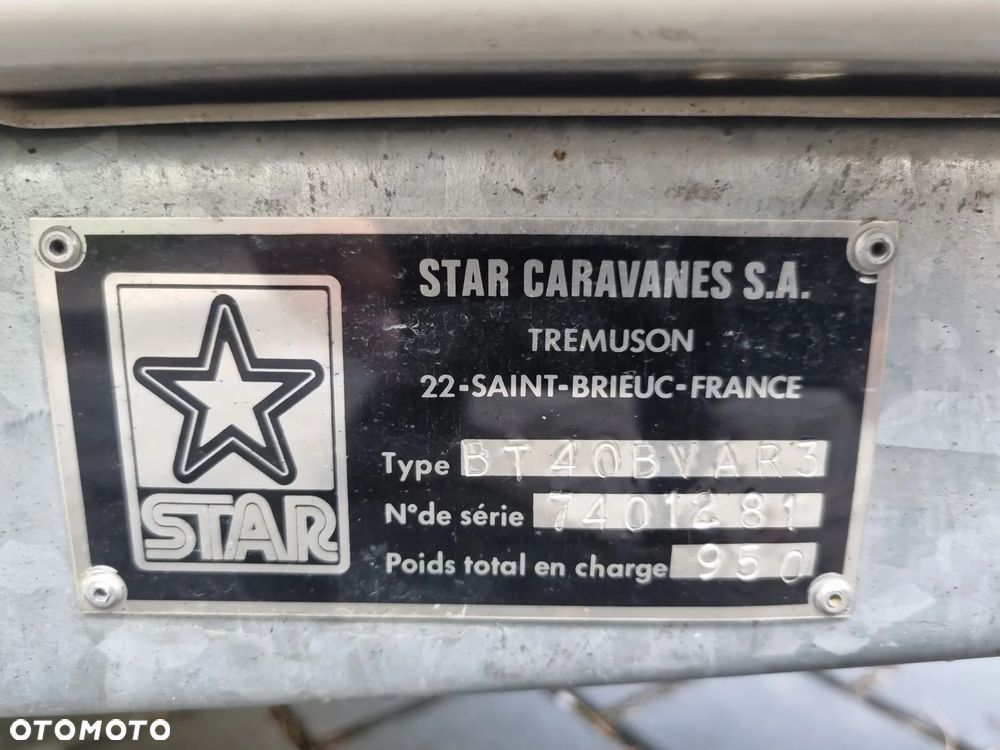 STAR CARAVANES S.A.
TREMUSON
22-SAINT-BRIEUC-FRANCE
Type BT40BVAR3
N°de série 7401281
Poids total en charge 950
STAR
OTOMOTO